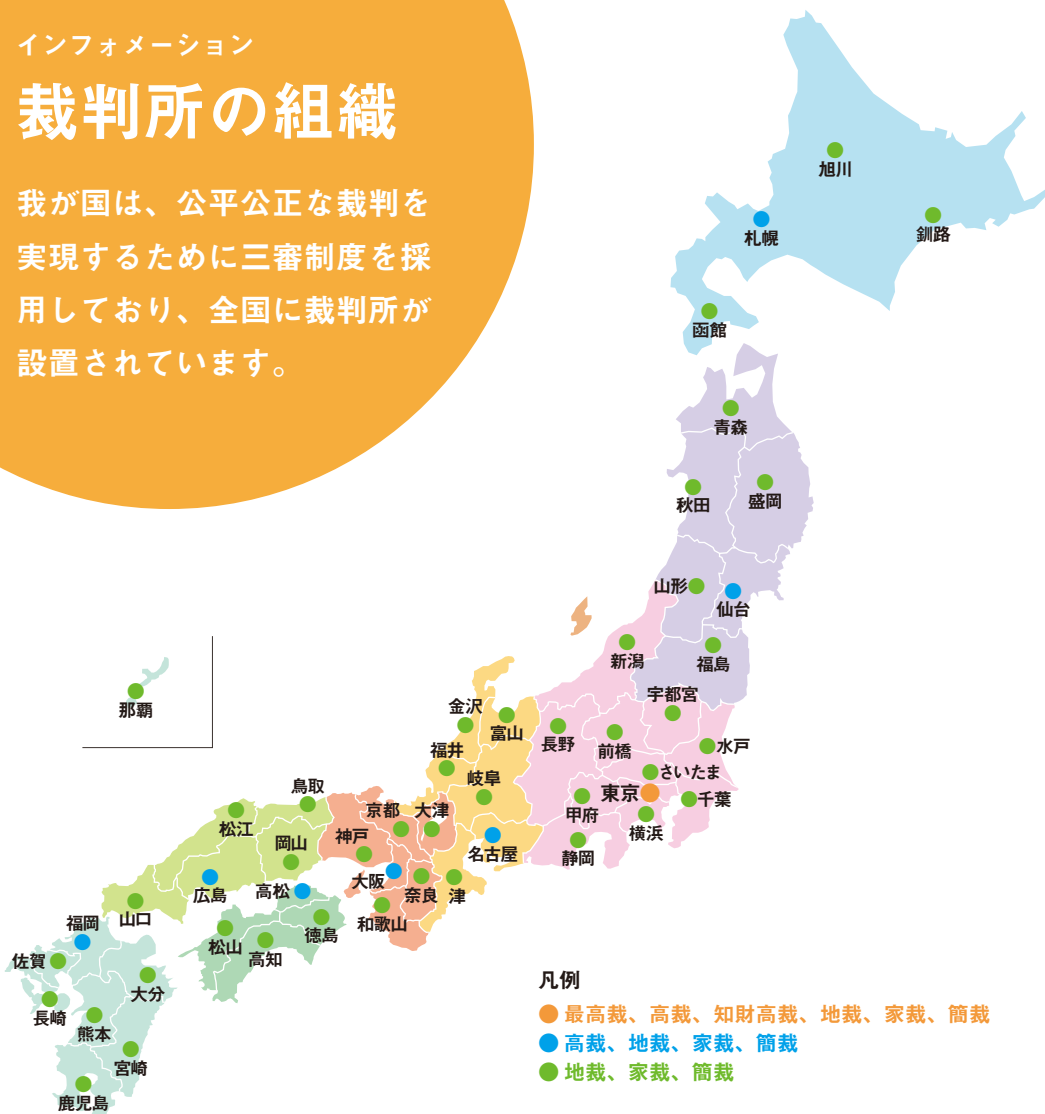 インフォメーション
裁判所の組織
我が国は、公平公正な裁判を
実現するために三審制度を採
用しており、全国に裁判所が
設置されています。
旭川
札幌
釧路
函館
青森
秋田
盛岡
山形
仙台
新潟
福島
那覇
宇都宮
金沢
富山
長野
前橋
水戸
福井
さいたま
岐阜
東京
千葉
鳥取
甲府
横浜
京都
大津
松江
神戸
名古屋
静岡
岡山
大阪
広島
高松
奈良
津
山口
和歌山
福岡
徳島
松山
高知
佐賀
大分
長崎
熊本
宮崎
鹿児島
凡例
最高裁、高裁、知財高裁、地裁、家裁、簡裁
高裁、地裁、家裁、簡裁
地裁、家裁、簡裁